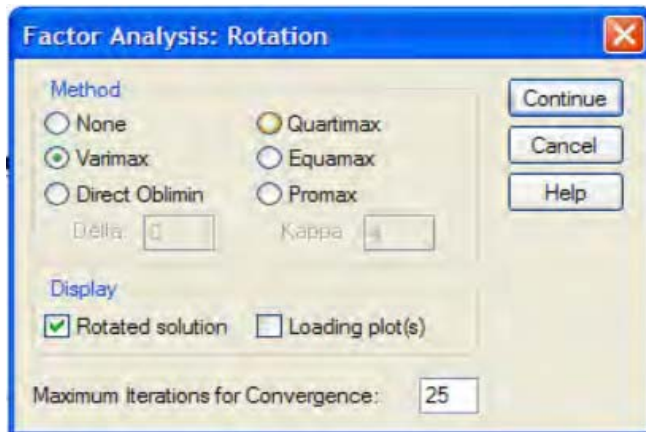 Factor Analysis: Rotation
Method
None
Quartimax
Varimax
Equamax
Direct Oblimin
Promax
Delta: 0
Kappa 4
Display
Rotated solution
Loading plot(s)
Maximum Iterations for Convergence: 25
Continue
Cancel
Help